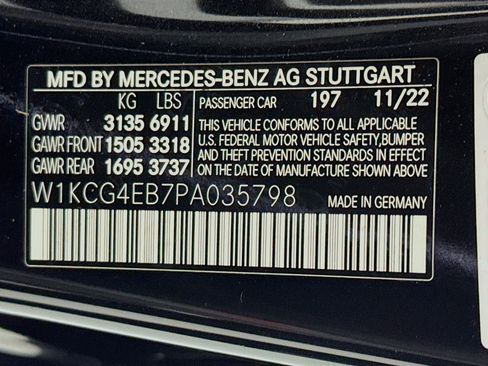 MFD BY MERCEDES-BENZ AG STUTTGART
KG LBS
GVWR 3135 6911
GAWR FRONT 1505 3318
GAWR REAR 1695 3737
PASSENGER CAR 197 11/22
THIS VEHICLE CONFORMS TO ALL APPLICABLE
U.S. FEDERAL MOTOR VEHICLE SAFETY,BUMPER
AND THEFT PREVENTION STANDARDS IN EFFECT
ON THE DATE OF MANUFACTURE SHOWN ABOVE.
W1KCG4EB7PA035798
MADE IN GERMANY